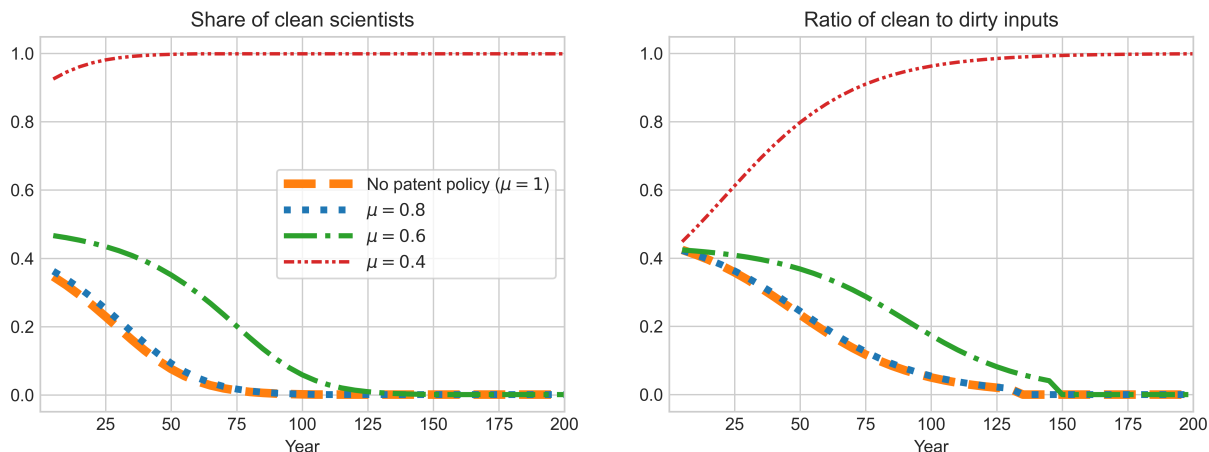 Share of clean scientists
1.0
0.8
0.6
0.4
0.2
0.0
No patent policy (μ = 1)
μ = 0.8
μ = 0.6
μ = 0.4
25 50 75 100 125 150 175 200
Year
Ratio of clean to dirty inputs
1.0
0.8
0.6
0.4
0.2
0.0
25 50 75 100 125 150 175 200
Year